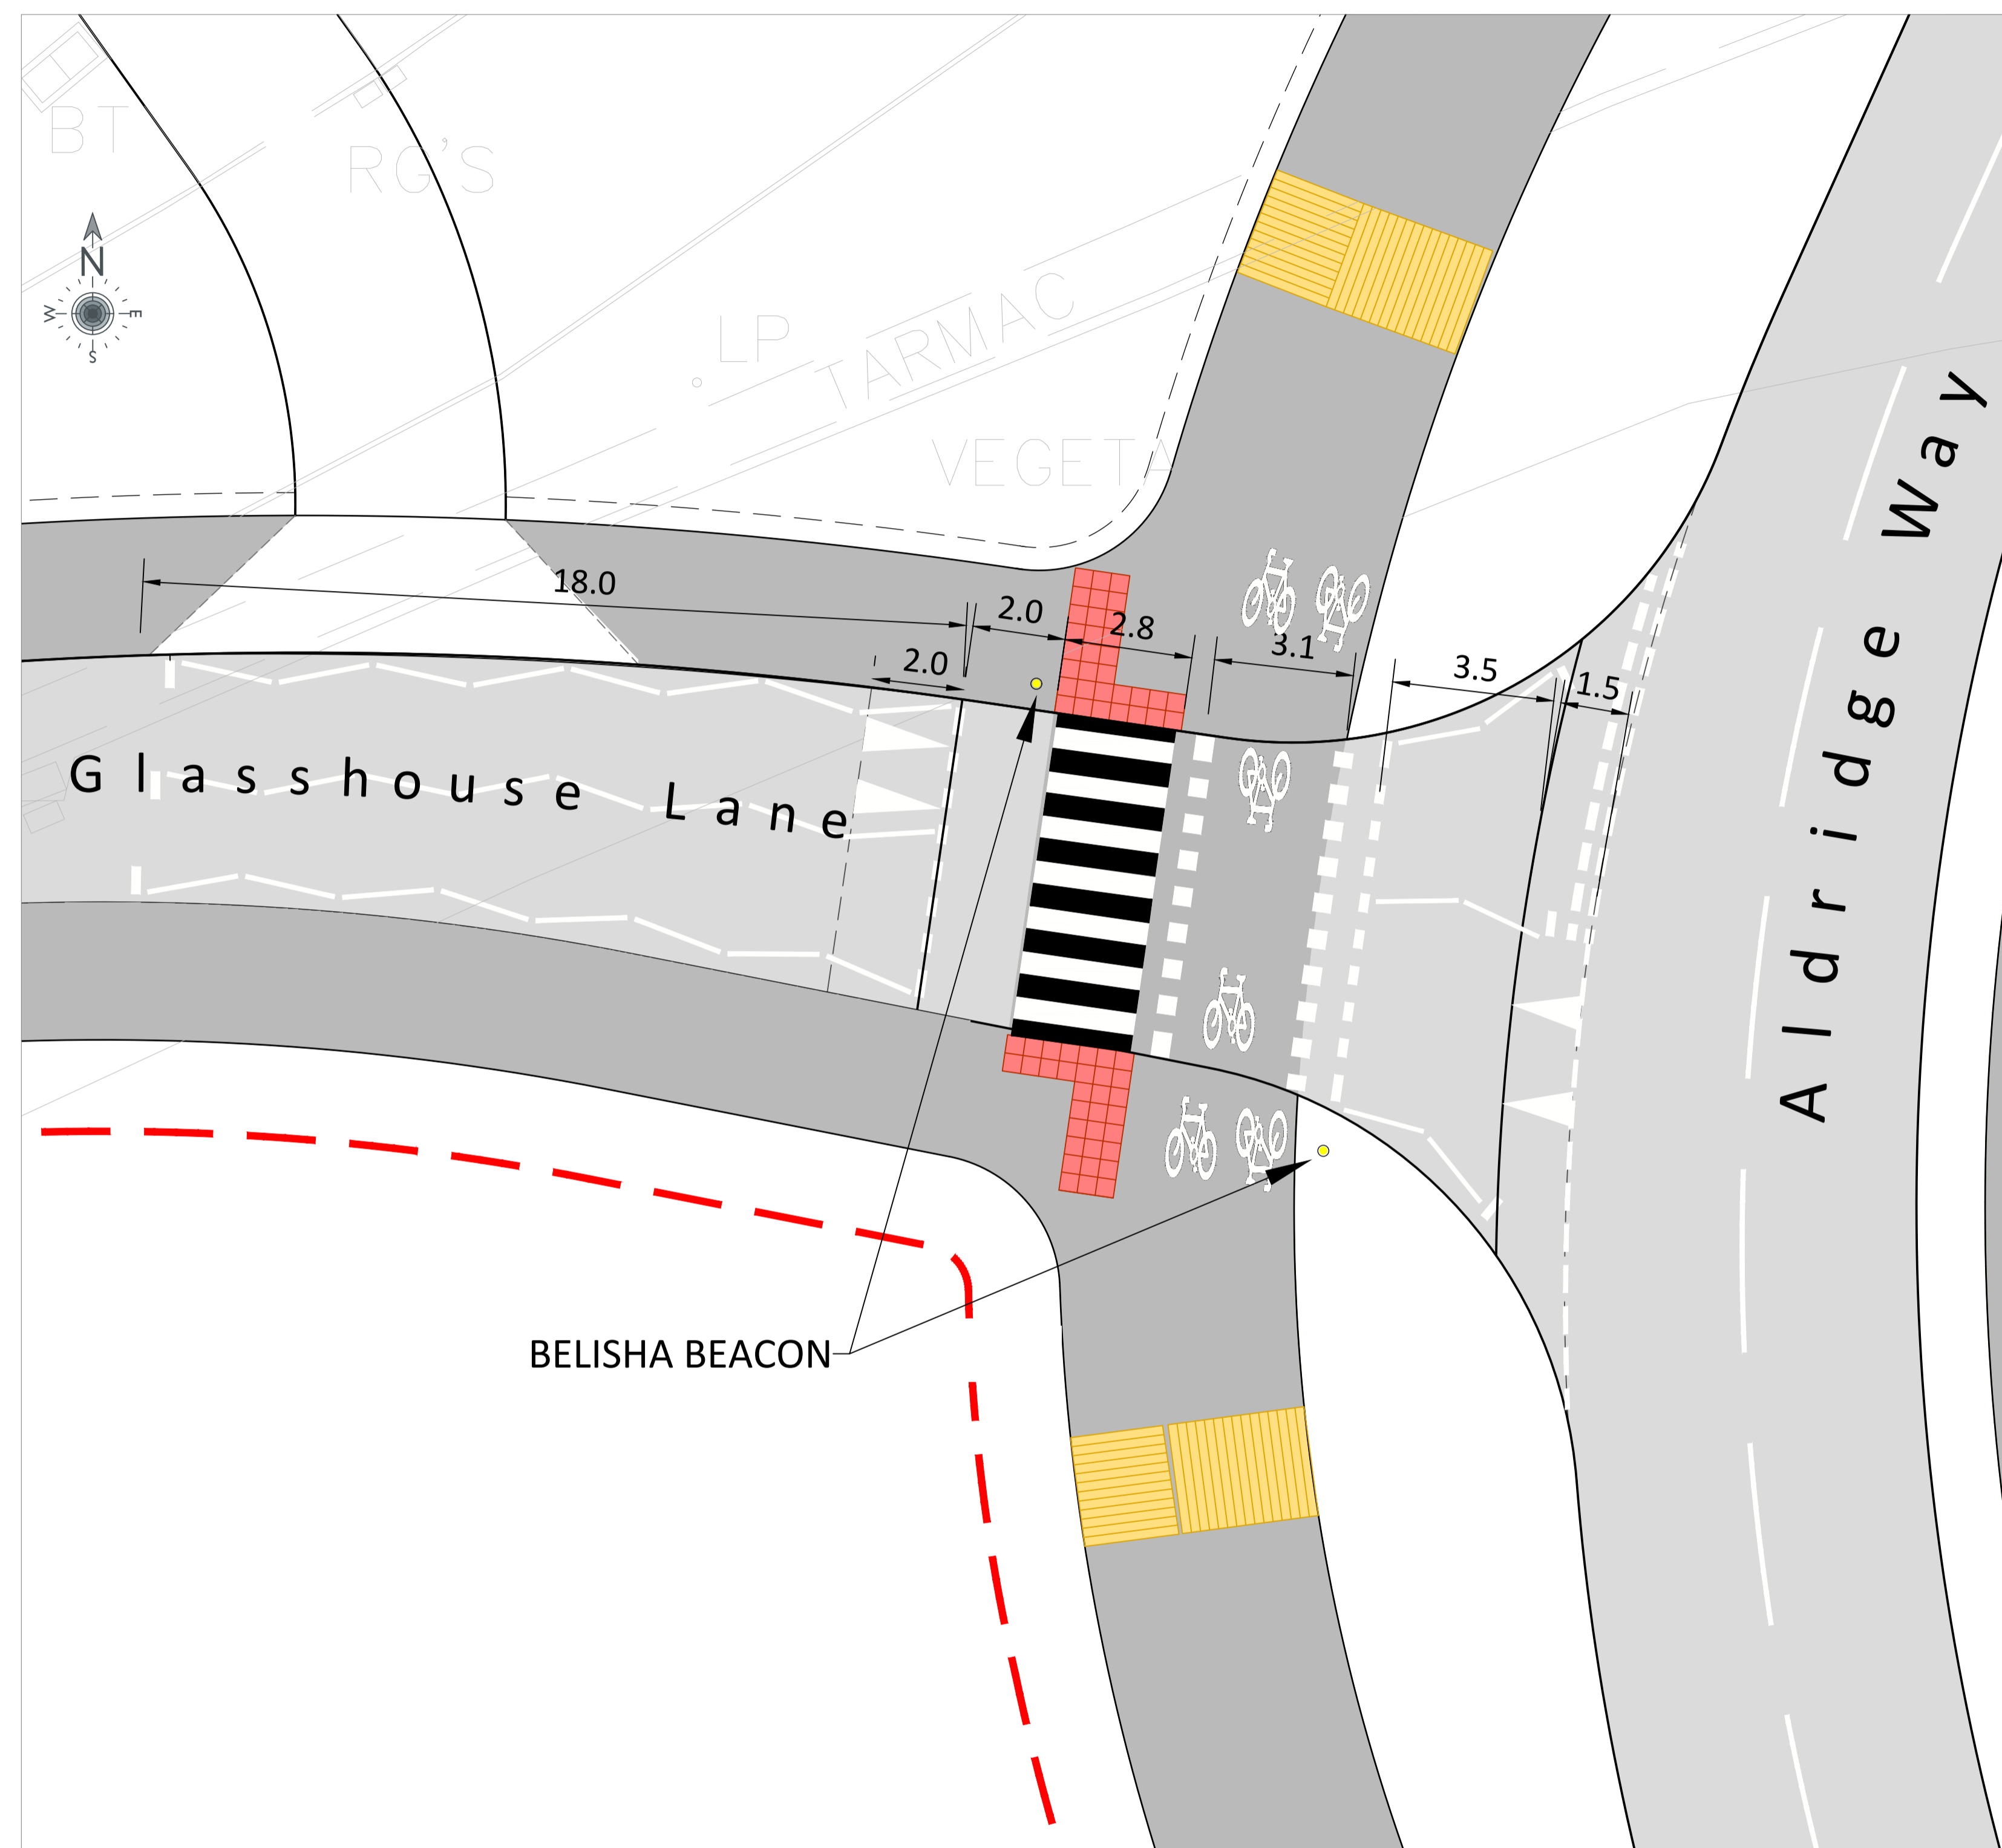 BT
RG'S
N
W
E
S
LP
TARMAC
VEGETA
18.0
2.0
2.8
2.0
3.1
3.5
1.5
Glasshouse Lane
Aldridge Way
BELISHA BEACON